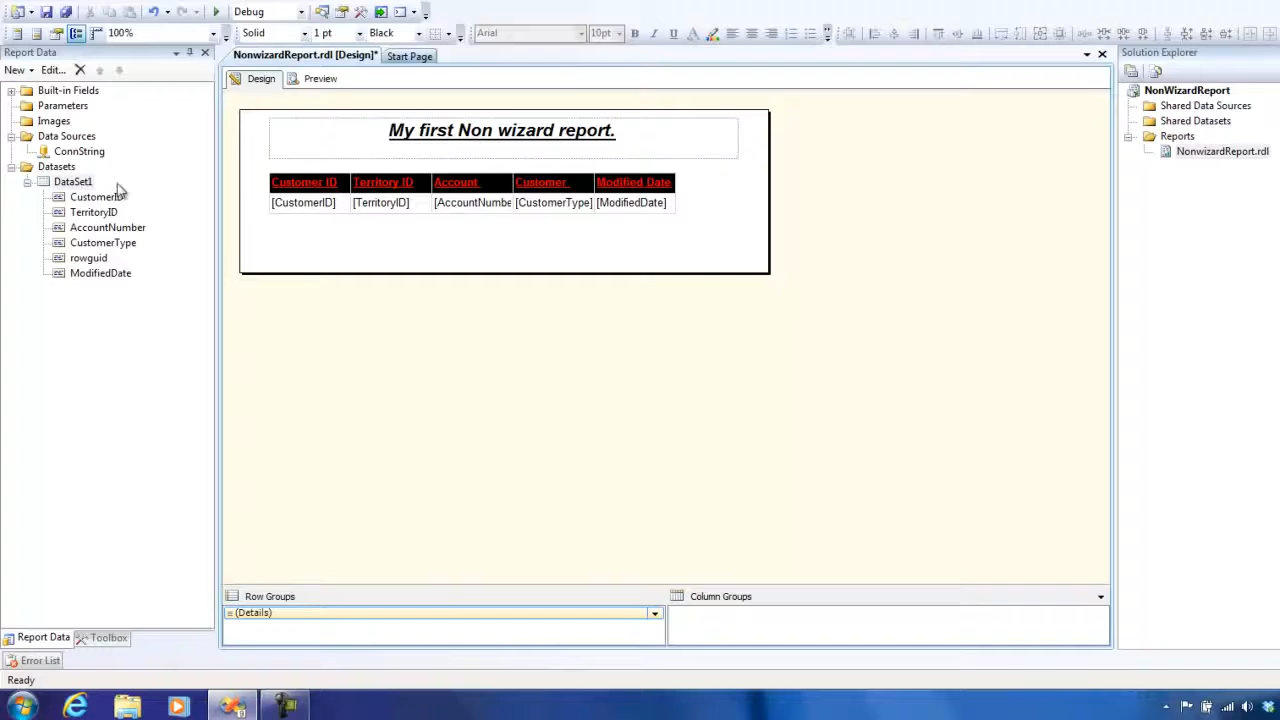 Debug
100%
Solid
1 pt
Black
Arial
10pt
B I U A
Report Data
NonwizardReport.rdl [Design]*
Start Page
Solution Explorer
New
Edit...
Design
Preview
Built-in Fields
Parameters
Images
Data Sources
ConnString
Datasets
DataSet1
CustomerID
TerritoryID
AccountNumber
CustomerType
rowguid
ModifiedDate
My first Non wizard report.
Customer ID Territory ID Account Customer Modified Date
[CustomerID] [TerritoryID] [AccountNumbe [CustomerType] [ModifiedDate]
NonWizardReport
Shared Data Sources
Shared Datasets
Reports
NonwizardReport.rdl
Row Groups
Column Groups
(Details)
Report Data
Toolbox
Error List
Ready